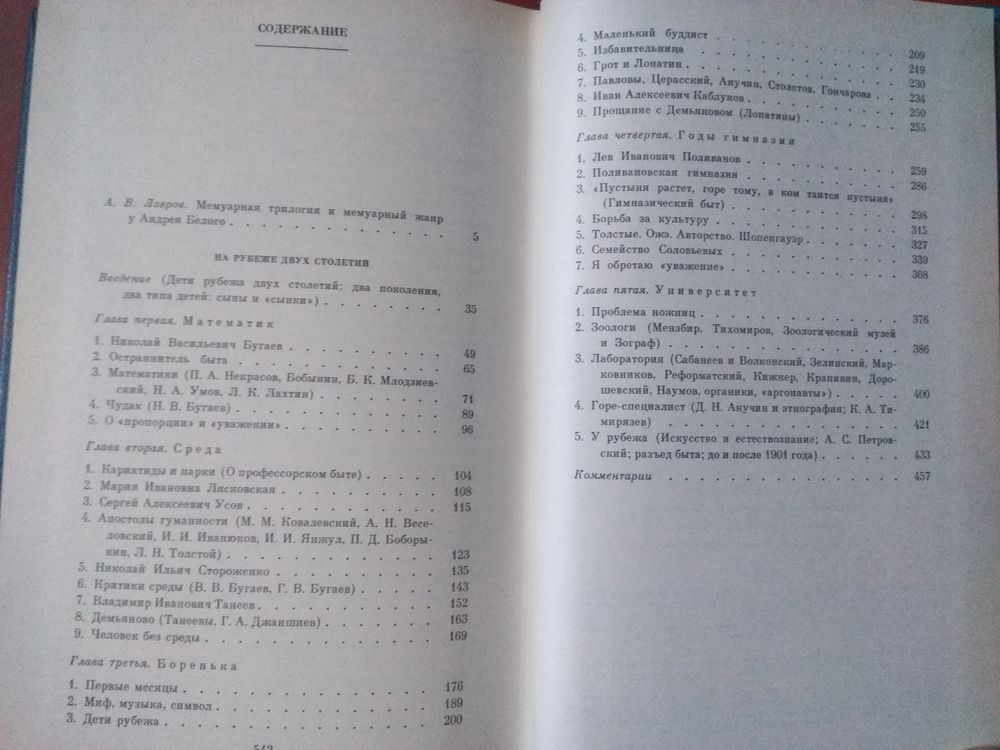 СОДЕРЖАНИЕ
А. В. Лавров. Мемуарная трилогия и мемуарный жанр
у Андрея Белого . . . . . . . . . . . . 5
НА РУБЕЖЕ ДВУХ СТОЛЕТИЙ
Введение (Дети рубежа двух столетий; два поколения,
два типа детей: сыны и «сынки») . . . . . . . 35
Глава первая. Математик
1. Николай Васильевич Бугаев . . . . . . . 49
2. Остраннитель быта . . . . . . . . . . 65
3. Математики (П. А. Некрасов, Бобынин, Б. К. Млодзиев-
ский, Н. А. Умов, Л. К. Лахтин) . . . . . . 71
4. Чудак (Н. В. Бугаев) . . . . . . . . . 89
5. О «пропорции» и «уважении» . . . . . . . 96
Глава вторая. Среда
1. Кариатиды и парки (О профессорском быте) . . . . 104
2. Мария Ивановна Лясковская . . . . . . . 108
3. Сергей Алексеевич Усов . . . . . . . . 115
4. Апостолы гуманности (М. М. Ковалевский, А. Н. Весе-
ловский, И. И. Иванюков, И. И. Янжул, П. Д. Боборы-
кин, Л. Н. Толстой) . . . . . . . . . 123
5. Николай Ильич Стороженко . . . . . . . 135
6. Критики среды (В. В. Бугаев, Г. В. Бугаев) . . . . 143
7. Владимир Иванович Танеев . . . . . . . . 152
8. Демьяново (Танеевы, Г. А. Джаншиев) . . . . . 163
9. Человек без среды . . . . . . . . . . 169
Глава третья. Боренька
1. Первые месяцы . . . . . . . . . . . 176
2. Миф, музыка, символ . . . . . . . . . 189
3. Дети рубежа . . . . . . . . . . . . 200
542
4. Маленький буддист . . . . . . . . . . 209
5. Избавительница . . . . . . . . . . . 219
6. Грот и Лопатин . . . . . . . . . . . 230
7. Павловы, Церасский, Анучин, Столетов, Гончарова . . 234
8. Иван Алексеевич Каблуков . . . . . . . . 250
9. Прощание с Демьяновом (Лопатины) . . . . . 255
Глава четвертая. Годы гимназии
1. Лев Иванович Поливанов . . . . . . . . 259
2. Поливановская гимназия . . . . . . . . 286
3. «Пустыня растет, горе тому, в ком таится пустыня»
(Гимназический быт) . . . . . . . . . 298
4. Борьба за культуру . . . . . . . . . . 315
5. Толстые. Ожэ. Авторство. Шопенгауэр . . . . . 327
6. Семейство Соловьевых . . . . . . . . . 339
7. Я обретаю «уважение» . . . . . . . . . 368
Глава пятая. Университет
1. Проблема ножниц . . . . . . . . . . 376
2. Зоологи (Мензбир, Тихомиров, Зоологический музей
и Зограф) . . . . . . . . . . . . 386
3. Лаборатория (Сабанеев и Волконский, Зелинский, Мар-
ковников, Реформатский, Кижнер, Крапивин, Доро-
шевский, Наумов, органики, «аргонавты») . . . . 400
4. Горе-специалист (Д. Н. Анучин и этнография; К. А. Ти-
мирязев) . . . . . . . . . . . . 421
5. У рубежа (Искусство и естествознание; А. С. Петров-
ский; разъед быта; до и после 1901 года) . . . . . 433
Комментарии . . . . . . . . . . . . 457